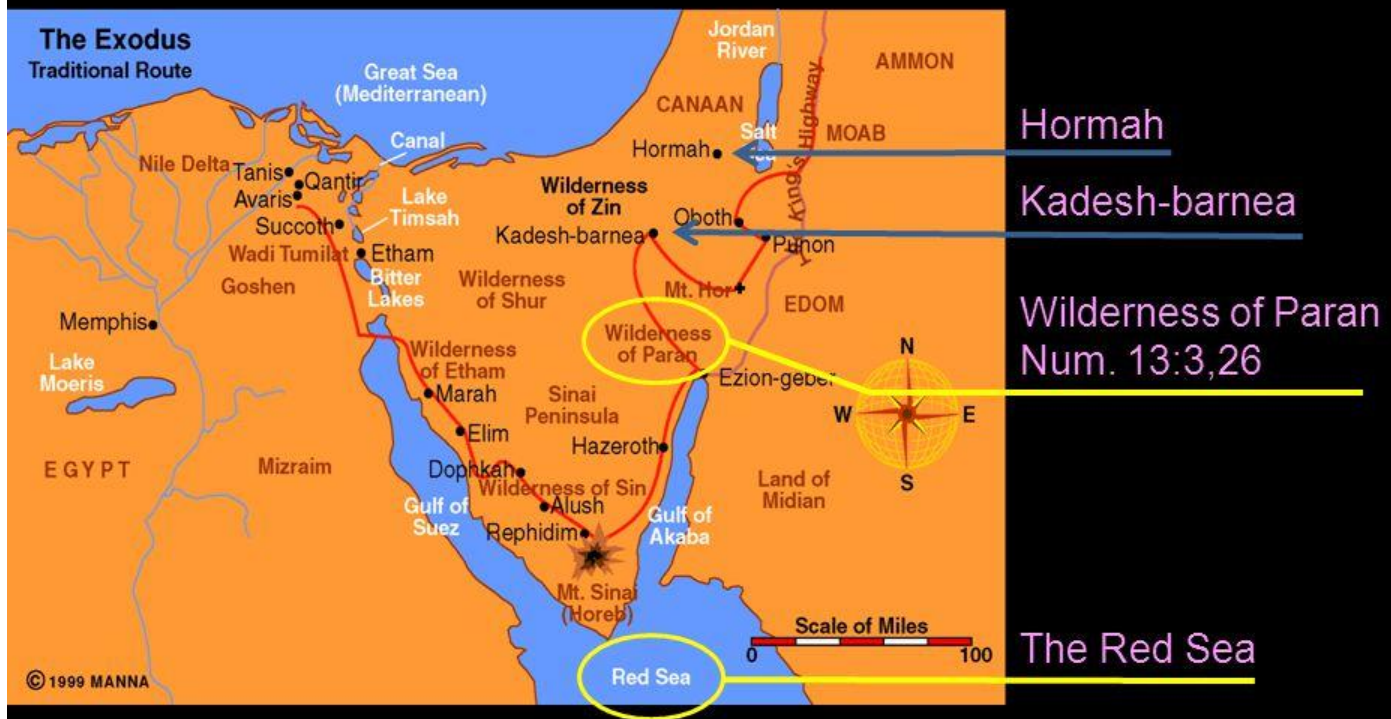 The Exodus
Traditional Route
Great Sea
(Mediterranean)
Jordan
River
AMMON
CANAAN
King's Highway
MOAB
Salt
Sea
Hormah
Canal
Nile Delta
Tanis
Qantir
Avaris
Lake
Timsah
Succoth
Wilderness
of Zin
Oboth
Kadesh-barnea
Punon
Wadi Tumilat
Etham
Goshen
Bitter
Lakes
Wilderness
of Shur
Mt. Hor
EDOM
Memphis
Wilderness
of Paran
Lake
Moeris
Wilderness
of Etham
Ezion-geber
Marah
Sinai
Peninsula
Elim
Hazeroth
EGYPT
Mizraim
Dophkah
Wilderness of Sin
Land of
Midian
Gulf of
Suez
Alush
Rephidim
Gulf of
Akaba
Mt. Sinai
(Horeb)
N
W
E
S
Scale of Miles
0
100
Red Sea
© 1999 MANNA
Hormah
Kadesh-barnea
Wilderness of Paran
Num. 13:3,26
The Red Sea